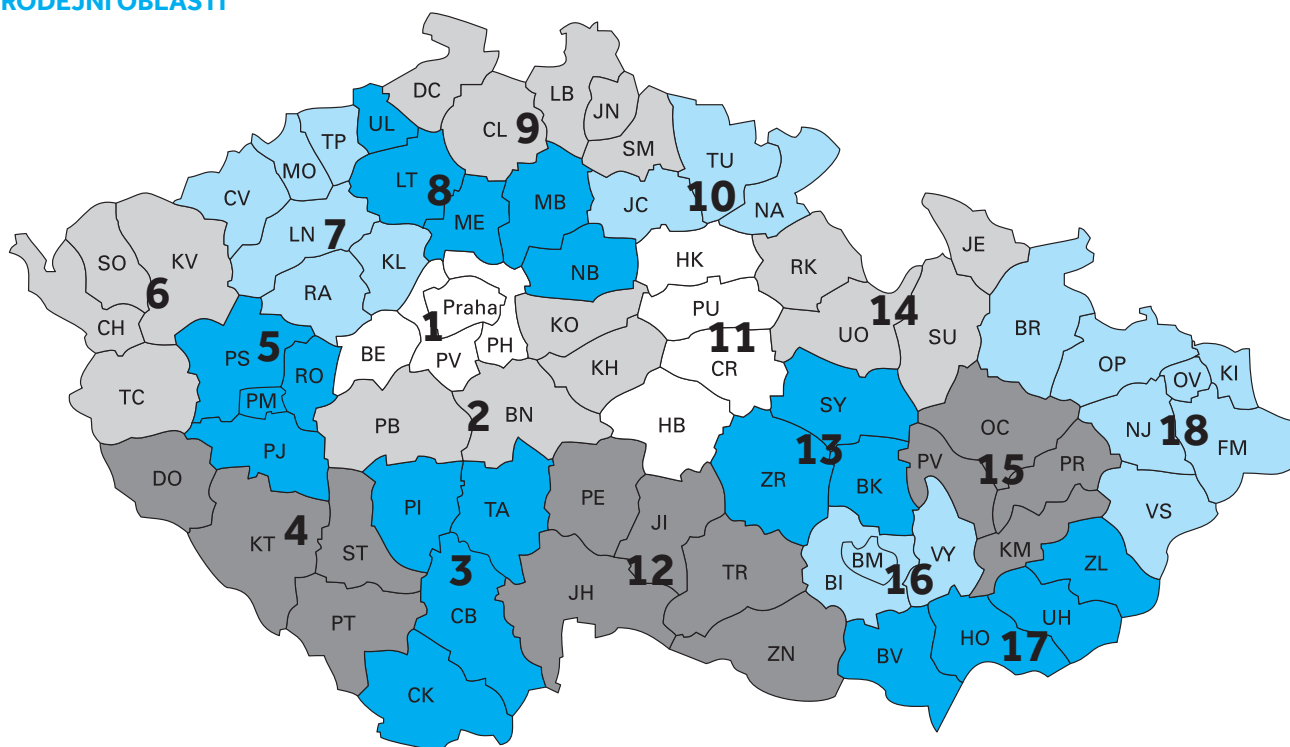 RODEJNÍ OBLASTI
DC
LB
JN
UL
CL
9
TP
SM
MO
TU
LT
8
10
CV
MB
JC
NA
ME
LN
7
JE
HK
SO
KV
KL
RK
NB
6
RA
Praha
PU
14
BR
CH
1
KO
11
UO
SU
PS
5
BE
PV
PH
OP
RO
KH
CR
OV
KI
TC
PM
SY
PB
2
BN
HB
OC
NJ
18
PJ
13
FM
DO
PV
15
PR
ZR
BK
PI
TA
PE
VS
JI
KT
4
ST
BM
VY
KM
ZL
3
12
TR
BI
16
JH
CB
UH
PT
HO
17
ZN
BV
CK